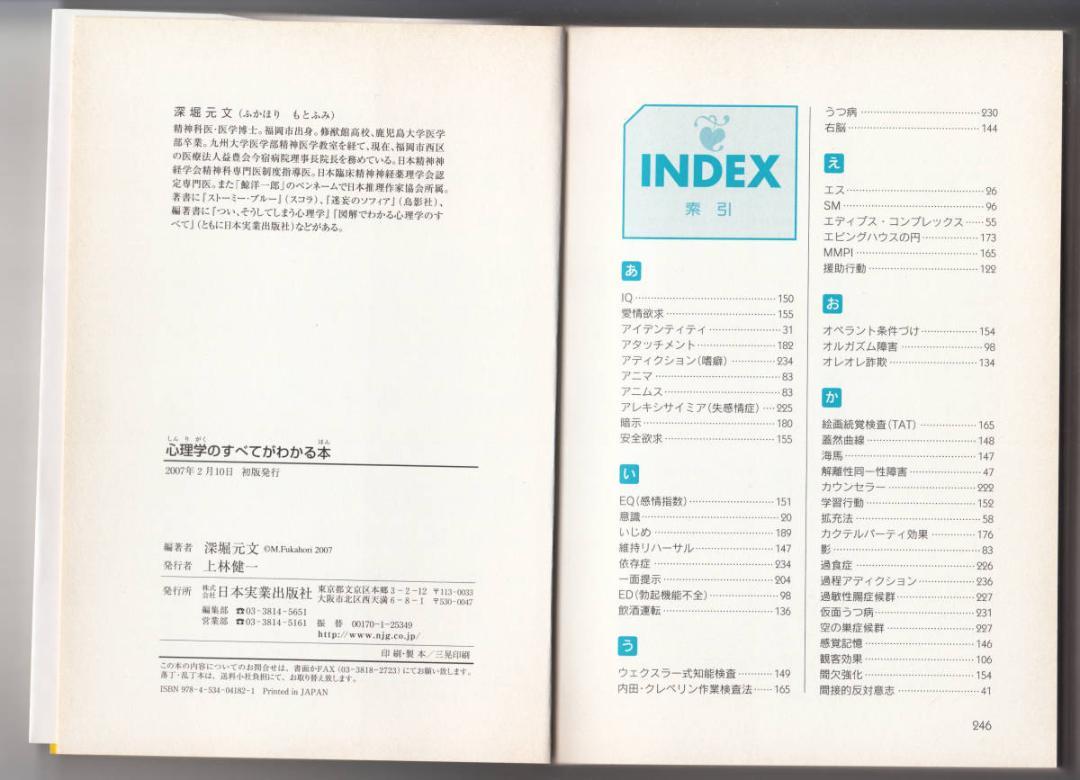 深堀元文(ふかほり もとふみ)
精神科医・医学博士。福岡市出身。修猷館高校、鹿児島大学医学
部卒業。九州大学医学部精神医学教室を経て、現在、福岡市西区
の医療法人益豊会今宿病院理事長院長を務めている。日本精神神
経学会精神科専門医制度指導医。日本臨床精神神経薬理学会認
定専門医。また「鯨洋一郎」のペンネームで日本推理作家協会所属。
著書に『ストーミー・ブルー』(スコラ)、『迷妄のソフィア』(鳥影社)、
編著書に『つい、そうしてしまう心理学』『図解でわかる心理学のす
べて』(ともに日本実業出版社)などがある。
しんりがく ほん
心理学のすべてがわかる本
2007年2月10日 初版発行
編著者 深堀元文 ©M.Fukahori 2007
発行者 上林健一
発行所 株式会社 日本実業出版社 東京都文京区本郷3-2-12 〒113-0033
大阪市北区西天満6-8-1 〒530-0047
編集部 ☎03-3814-5651
営業部 ☎03-3814-5161 振替 00170-1-25349
http://www.njg.co.jp/
印刷・製本/三晃印刷
この本の内容についてのお問合せは、書面かFAX(03-3818-2723)にてお願い致します。
落丁・乱丁本は、送料小社負担にて、お取り替え致します。
ISBN 978-4-534-04182-1 Printed in JAPAN
INDEX
索引
あ
IQ 150
愛情欲求 155
アイデンティティ 31
アタッチメント 182
アディクション(嗜癖) 234
アニマ 83
アニムス 83
アレキシサイミア(失感情症) 225
暗示 180
安全欲求 155
い
EQ(感情指数) 151
意識 20
いじめ 189
維持リハーサル 147
依存症 234
一面提示 204
ED(勃起機能不全) 98
飲酒運転 136
う
ウェクスラー式知能検査 149
内田・クレペリン作業検査法 165
うつ病 230
右脳 144
え
エス 26
SM 96
エディプス・コンプレックス 55
エビングハウスの円 173
MMPI 165
援助行動 122
お
オペラント条件づけ 154
オルガズム障害 98
オレオレ詐欺 134
か
絵画統覚検査(TAT) 165
蓋然曲線 148
海馬 147
解離性同一性障害 47
カウンセラー 222
学習行動 152
拡充法 58
カクテルパーティ効果 176
影 83
過食症 226
過程アディクション 236
過敏性腸症候群 227
仮面うつ病 231
空の巣症候群 227
感覚記憶 146
観客効果 106
間欠強化 154
間接的反対意志 41
246